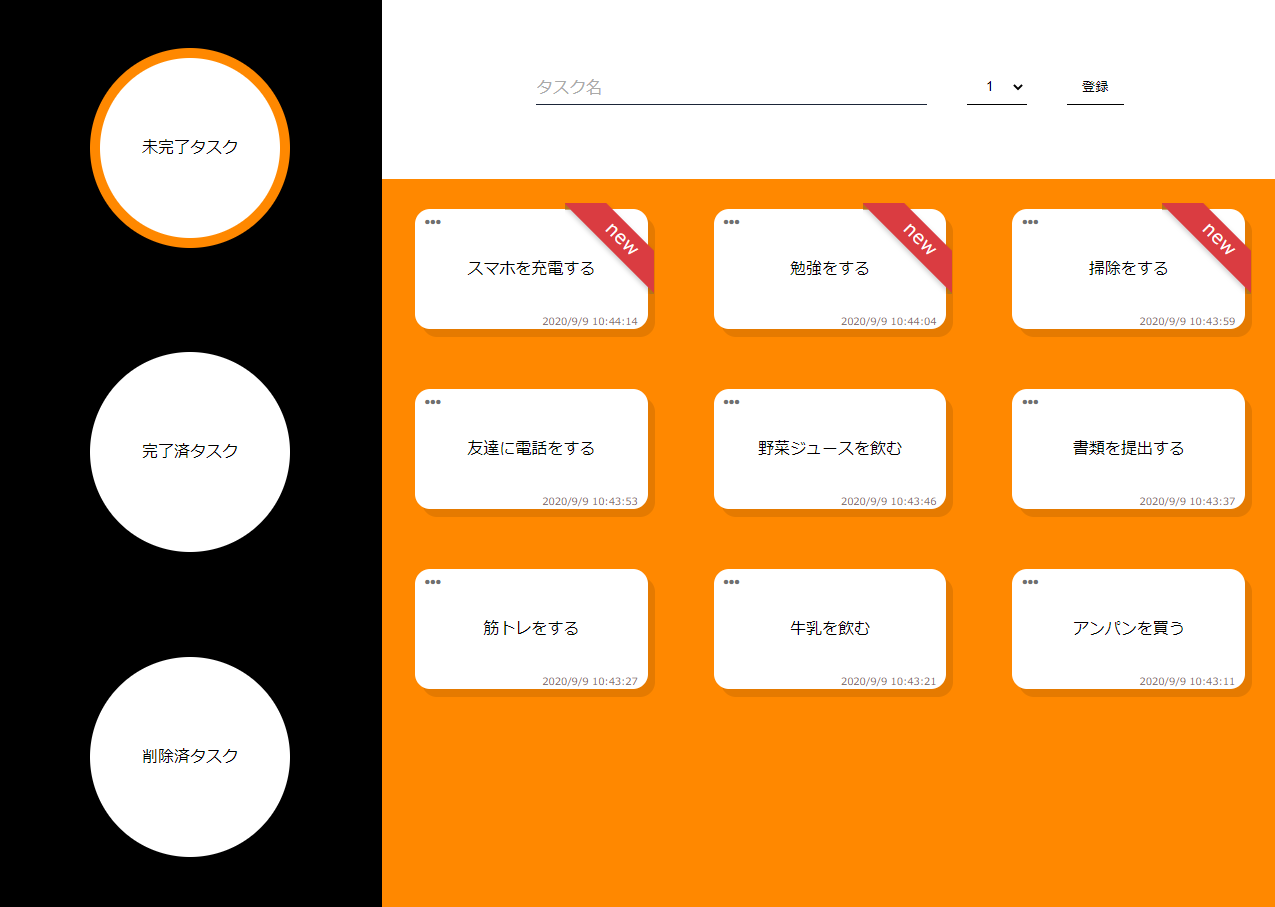 未完了タスク
完了済タスク
削除済タスク
タスク名
1
登録
new
スマホを充電する
2020/9/9 10:44:14
new
勉強をする
2020/9/9 10:44:04
new
掃除をする
2020/9/9 10:43:59
友達に電話をする
2020/9/9 10:43:53
野菜ジュースを飲む
2020/9/9 10:43:46
書類を提出する
2020/9/9 10:43:37
筋トレをする
2020/9/9 10:43:27
牛乳を飲む
2020/9/9 10:43:21
アンパンを買う
2020/9/9 10:43:11